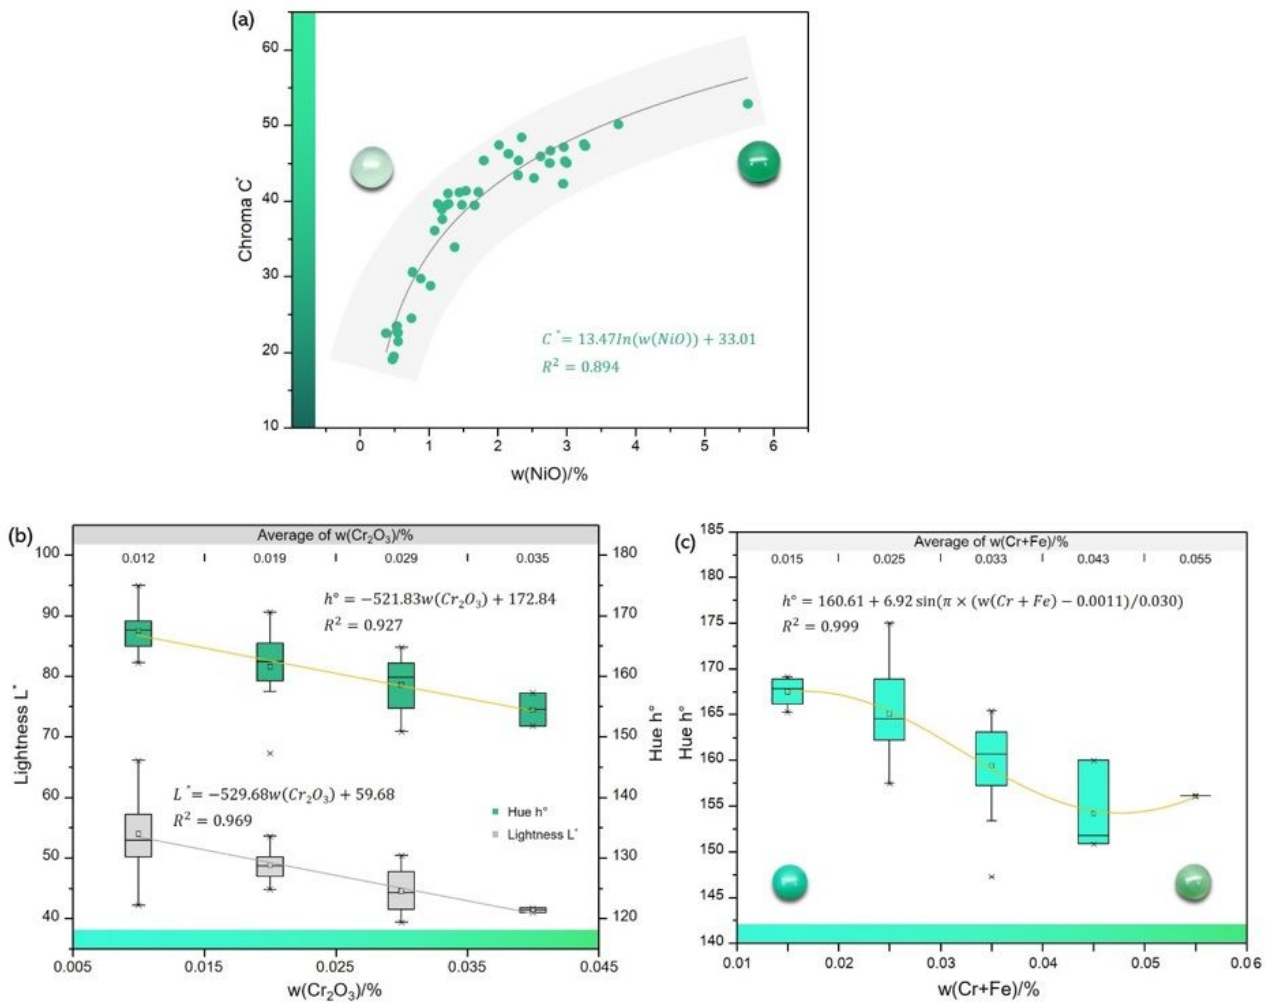 (a)
60
50
40
30
20
10
Chroma C*
C* = 13.47In(w(NiO)) + 33.01
R² = 0.894
0 1 2 3 4 5 6
w(NiO)/%
(b)
Average of w(Cr₂O₃)/%
0.012 0.019 0.029 0.035
100
90
80
70
60
50
40
Lightness L*
180
170
160
150
140
130
120
Hue h°
h° = −521.83w(Cr₂O₃) + 172.84
R² = 0.927
L* = −529.68w(Cr₂O₃) + 59.68
R² = 0.969
Hue h°
Lightness L*
0.005 0.015 0.025 0.035 0.045
w(Cr₂O₃)/%
(c)
Average of w(Cr+Fe)/%
0.015 0.025 0.033 0.043 0.055
185
180
175
170
165
160
155
150
145
140
Hue h°
h° = 160.61 + 6.92 sin(π × (w(Cr + Fe) − 0.0011)/0.030)
R² = 0.999
0.01 0.02 0.03 0.04 0.05 0.06
w(Cr+Fe)/%